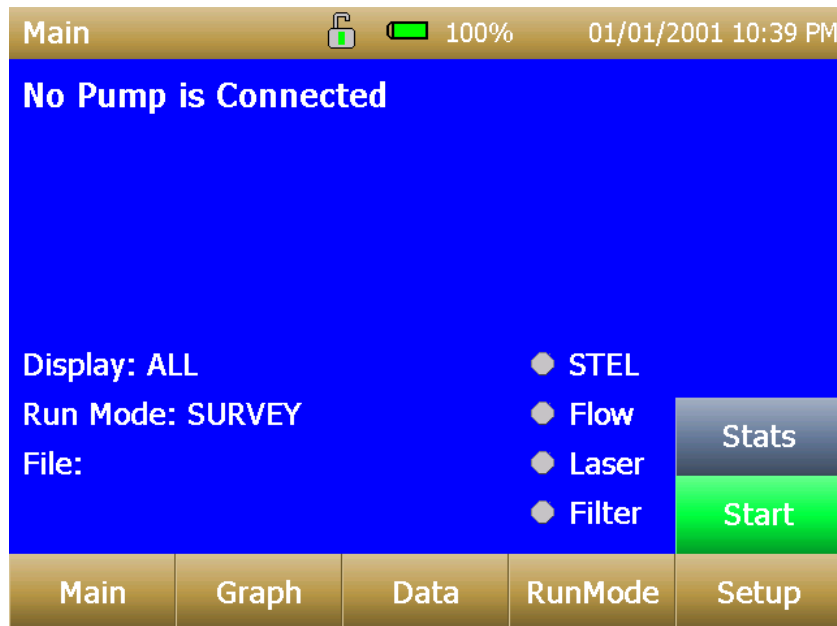 Main 100% 01/01/2001 10:39 PM
No Pump is Connected
Display: ALL
Run Mode: SURVEY
File:
STEL
Flow
Laser
Filter
Stats
Start
Main Graph Data RunMode Setup